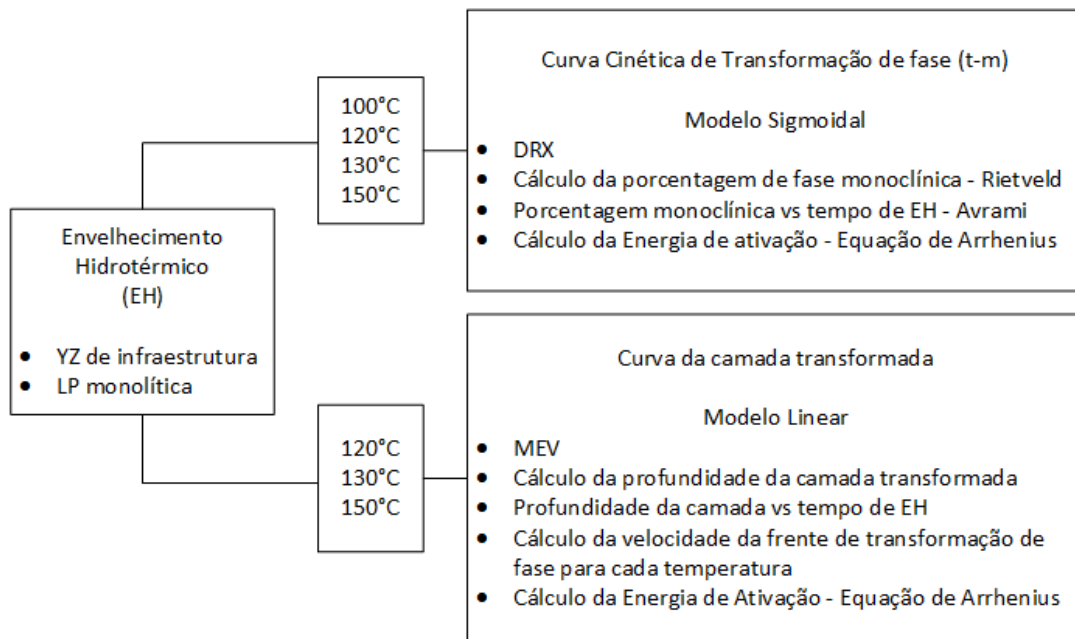 Envelhecimento
Hidrotérmico
(EH)
• YZ de infraestrutura
• LP monolítica
100°C
120°C
130°C
150°C
Curva Cinética de Transformação de fase (t-m)
Modelo Sigmoidal
• DRX
• Cálculo da porcentagem de fase monoclínica - Rietveld
• Porcentagem monoclínica vs tempo de EH - Avrami
• Cálculo da Energia de ativação - Equação de Arrhenius
120°C
130°C
150°C
Curva da camada transformada
Modelo Linear
• MEV
• Cálculo da profundidade da camada transformada
• Profundidade da camada vs tempo de EH
• Cálculo da velocidade da frente de transformação de
fase para cada temperatura
• Cálculo da Energia de Ativação - Equação de Arrhenius